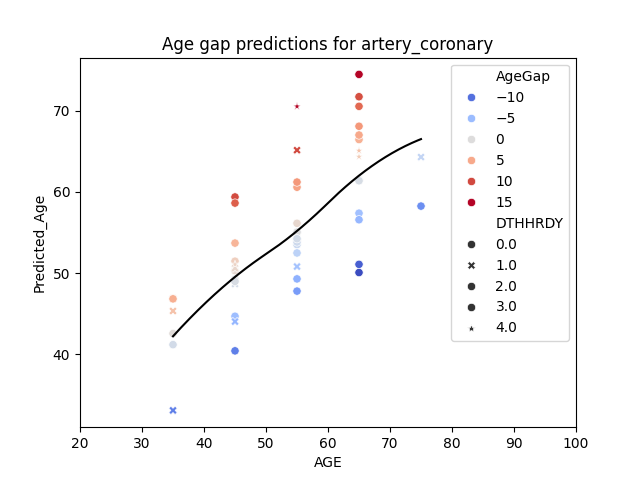 Age gap predictions for artery_coronary
Predicted_Age
70
60
50
40
20 30 40 50 60 70 80 90 100
AGE
AgeGap
−10
−5
0
5
10
15
DTHHRDY
0.0
1.0
2.0
3.0
4.0